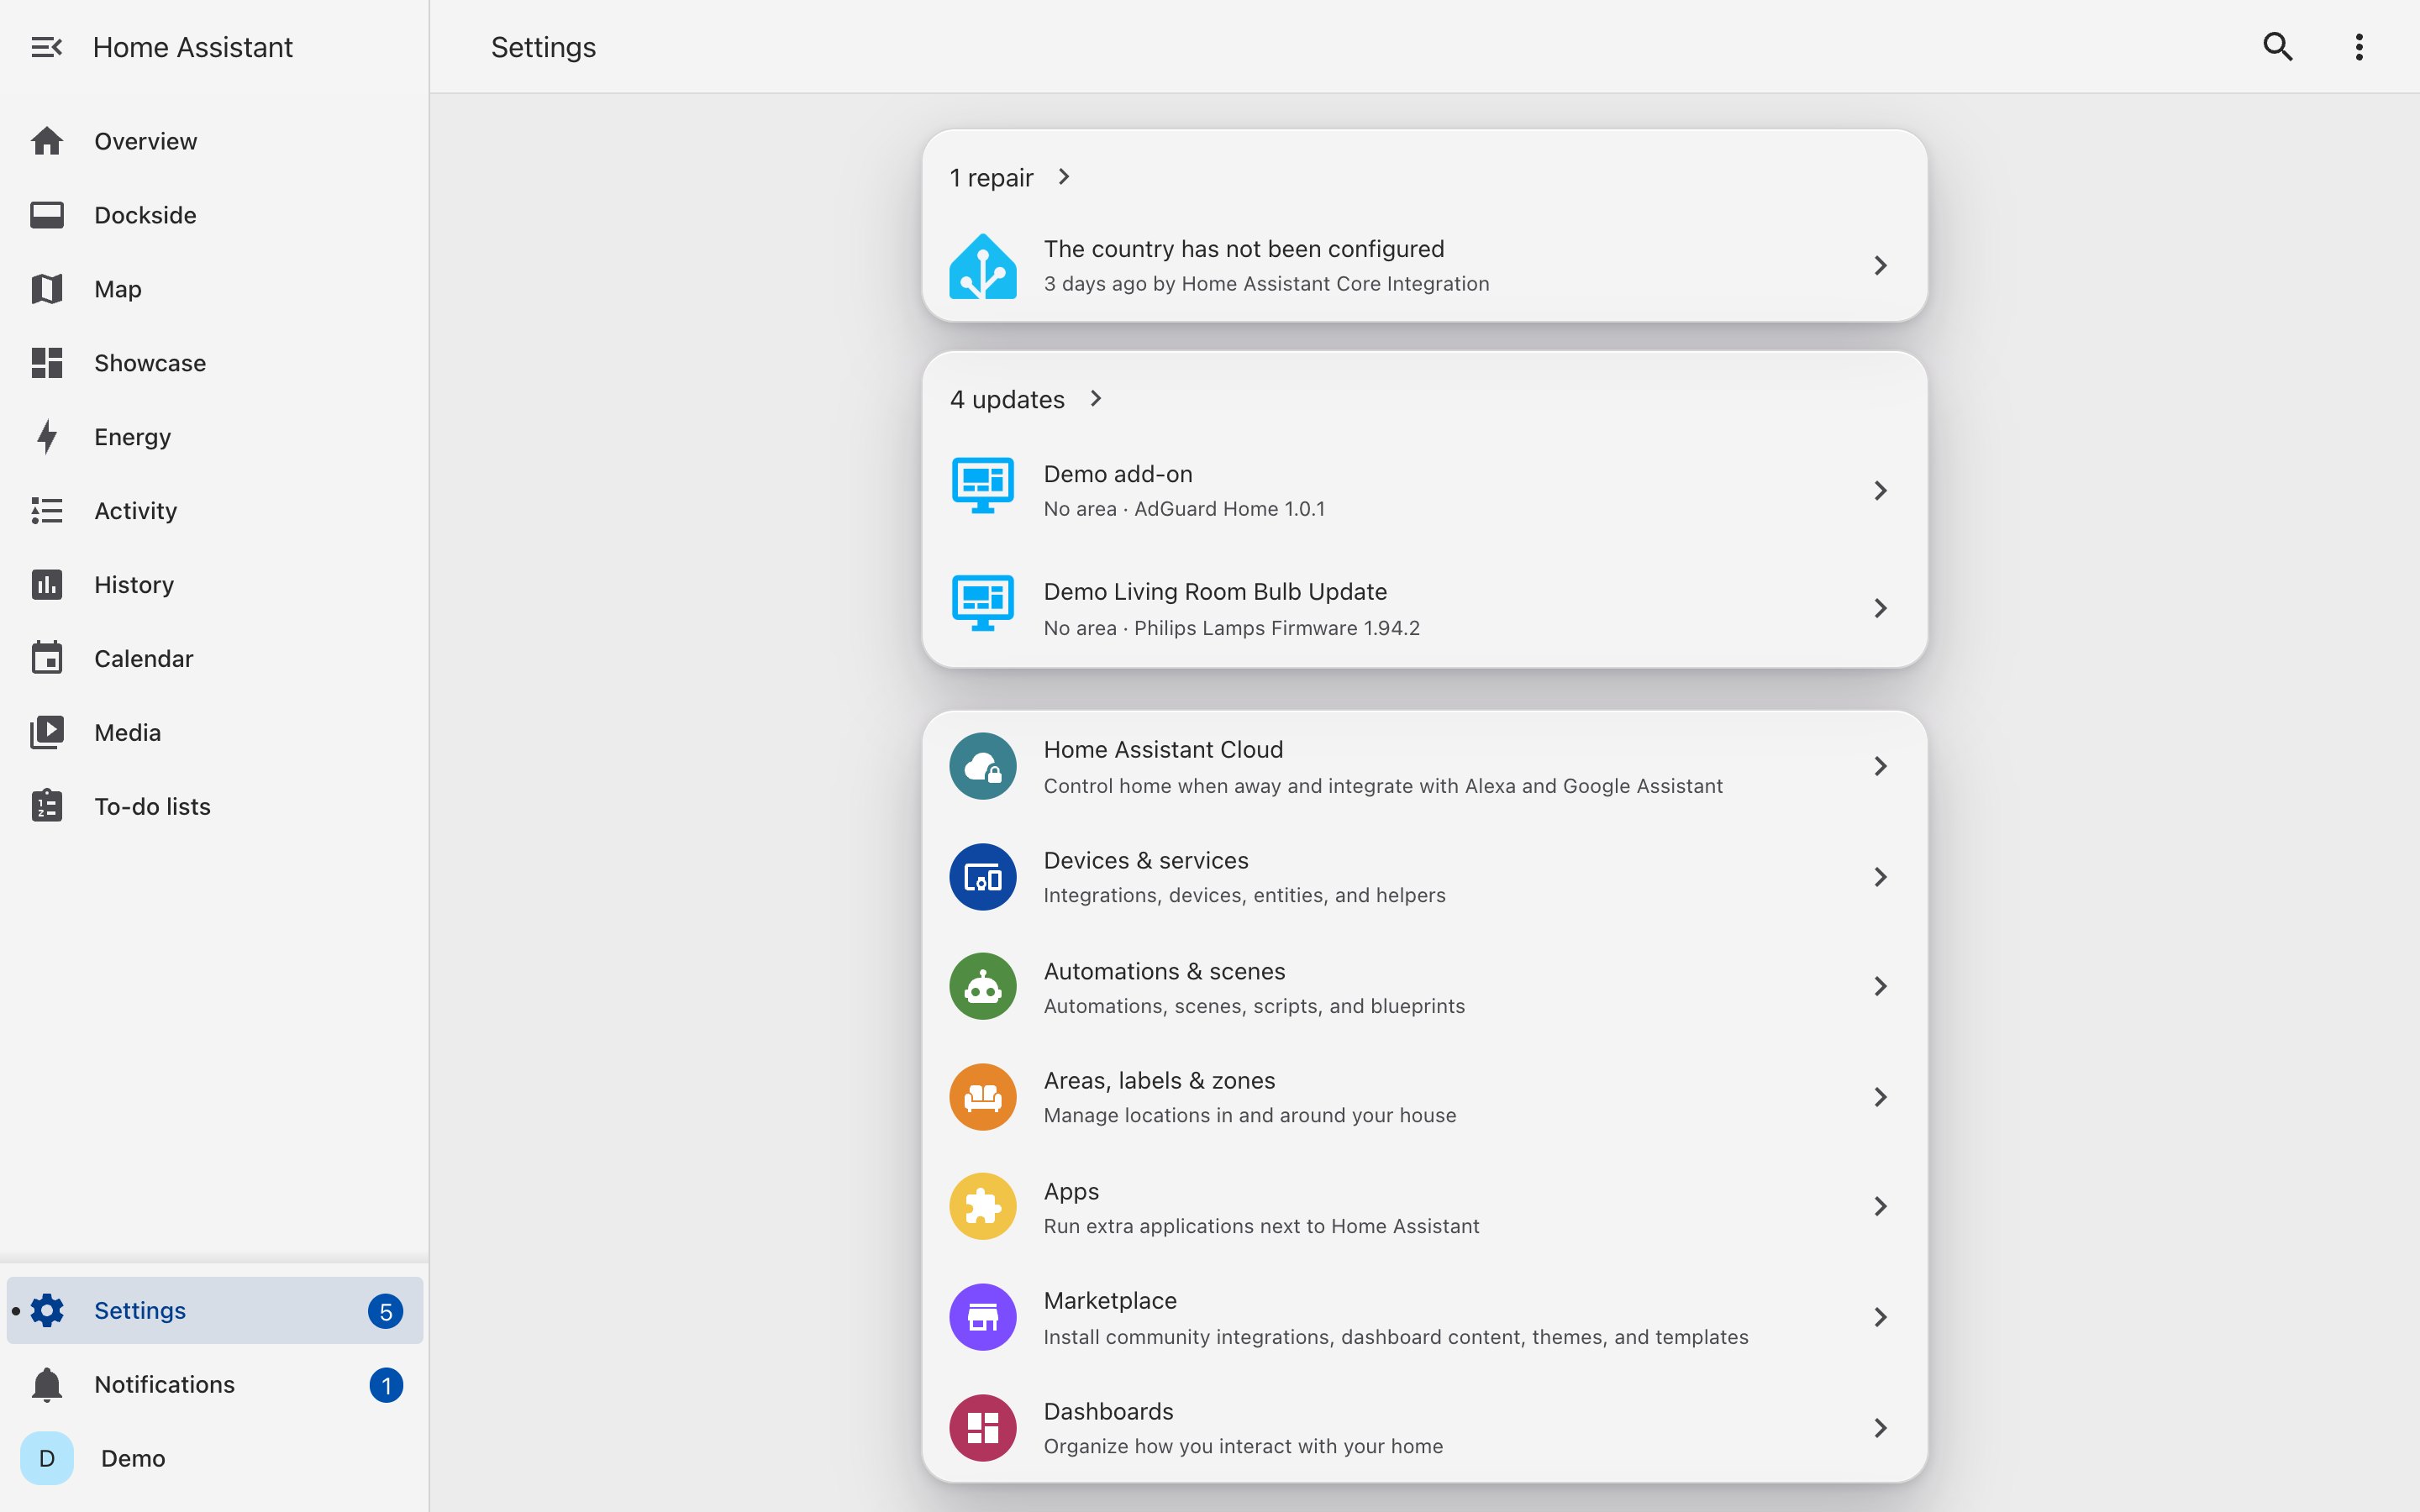 Home Assistant
Overview
Dockside
Map
Showcase
Energy
Activity
History
Calendar
Media
To-do lists
Settings 5
Notifications 1
D Demo
Settings
1 repair
The country has not been configured
3 days ago by Home Assistant Core Integration
4 updates
Demo add-on
No area · AdGuard Home 1.0.1
Demo Living Room Bulb Update
No area · Philips Lamps Firmware 1.94.2
Home Assistant Cloud
Control home when away and integrate with Alexa and Google Assistant
Devices & services
Integrations, devices, entities, and helpers
Automations & scenes
Automations, scenes, scripts, and blueprints
Areas, labels & zones
Manage locations in and around your house
Apps
Run extra applications next to Home Assistant
Marketplace
Install community integrations, dashboard content, themes, and templates
Dashboards
Organize how you interact with your home